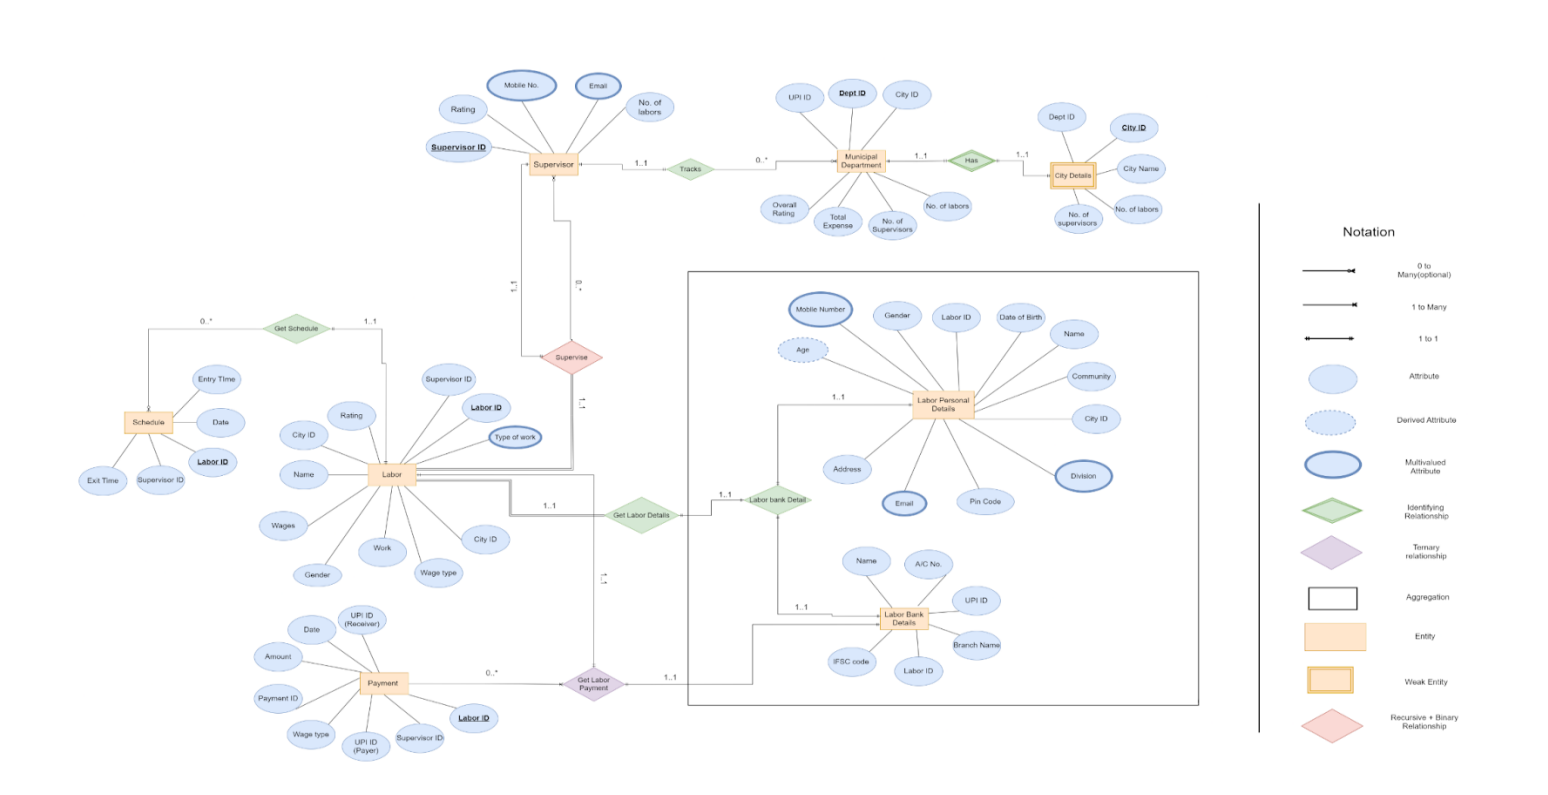 Mobile No.
Email
Rating
No. of
labors
Supervisor ID
Supervisor
1..1
Tracks
0..*
UPI ID
Dept ID
City ID
Municipal
Department
Overall
Rating
Total
Expense
No. of
Supervisors
No. of labors
1..1
Has
1..1
Dept ID
City ID
City Details
City Name
No. of
supervisors
No. of labors
1..1
0..*
Supervise
1..1
0..*
Get Schedule
1..1
Entry TIme
Schedule
Date
Exit Time
Supervisor ID
Labor ID
Supervisor ID
Rating
Labor ID
City ID
Type of work
Name
Labor
Wages
Work
City ID
Gender
Wage type
1..1
Get Labor Details
1..1
Labor bank Detail
1..1
1..1
Mobile Number
Gender
Labor ID
Date of Birth
Name
Age
Community
Labor Personal
Details
City ID
Address
Email
Pin Code
Division
Name
A/C No.
UPI ID
Labor Bank
Details
Branch Name
IFSC code
Labor ID
1..1
UPI ID
(Receiver)
Date
Amount
Payment
Payment ID
Wage type
UPI ID
(Payer)
Supervisor ID
Labor ID
0..*
Get Labor
Payment
1..1
Notation
0 to
Many(optional)
1 to Many
1 to 1
Attribute
Derived Attribute
Multivalued
Attribute
Identifying
Relationship
Ternary
relationship
Aggregation
Entity
Weak Entity
Recursive + Binary
Relationship